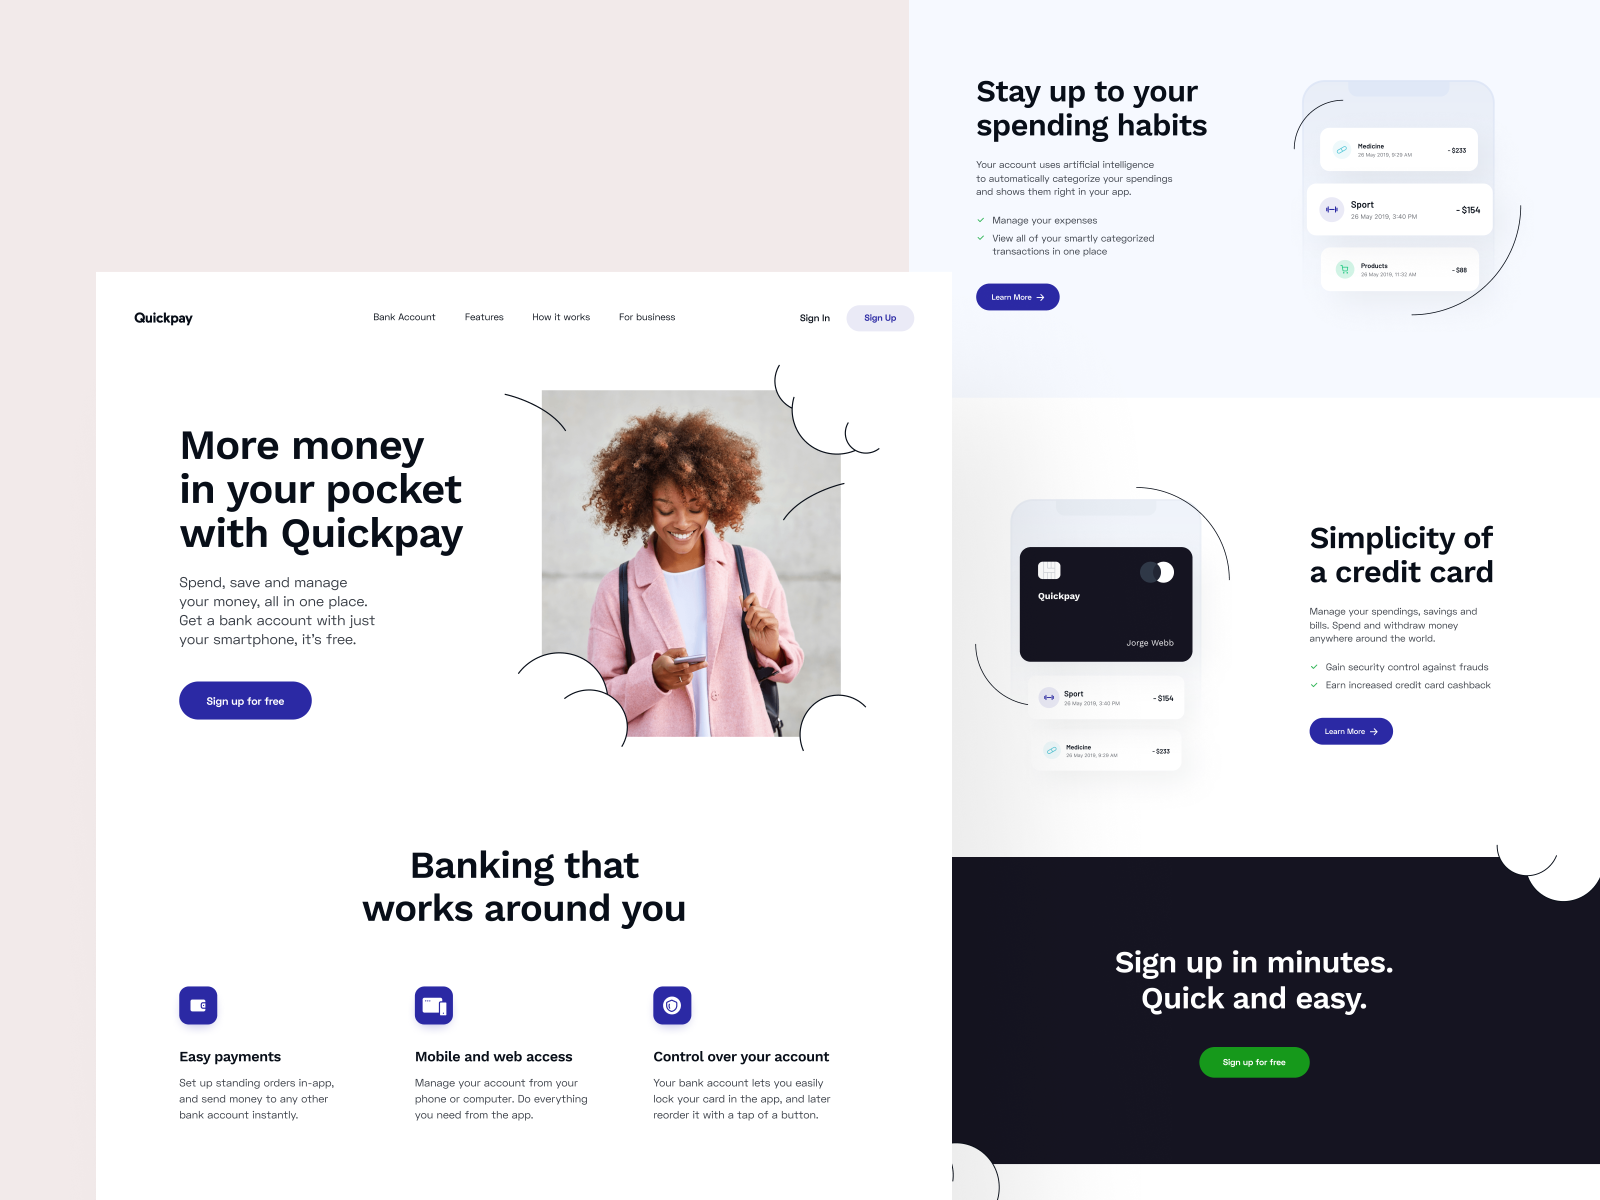 Quickpay
Bank Account
Features
How it works
For business
Sign In
Sign Up
More money
in your pocket
with Quickpay
Spend, save and manage
your money, all in one place.
Get a bank account with just
your smartphone, it's free.
Sign up for free
Banking that
works around you
Easy payments
Set up standing orders in-app,
and send money to any other
bank account instantly.
Mobile and web access
Manage your account from your
phone or computer. Do everything
you need from the app.
Control over your account
Your bank account lets you easily
lock your card in the app, and later
reorder it with a tap of a button.
Stay up to your
spending habits
Your account uses artificial intelligence
to automatically categorize your spendings
and shows them right in your app.
Manage your expenses
View all of your smartly categorized
transactions in one place
Learn More
Medicine
26 May 2019, 9:29 AM
- $233
Sport
26 May 2019, 3:40 PM
- $154
Products
26 May 2019, 11:32 AM
- $88
Quickpay
Jorge Webb
Sport
26 May 2019, 3:40 PM
- $154
Medicine
26 May 2019, 9:29 AM
- $233
Simplicity of
a credit card
Manage your spendings, savings and
bills. Spend and withdraw money
anywhere around the world.
Gain security control against frauds
Earn increased credit card cashback
Learn More
Sign up in minutes.
Quick and easy.
Sign up for free